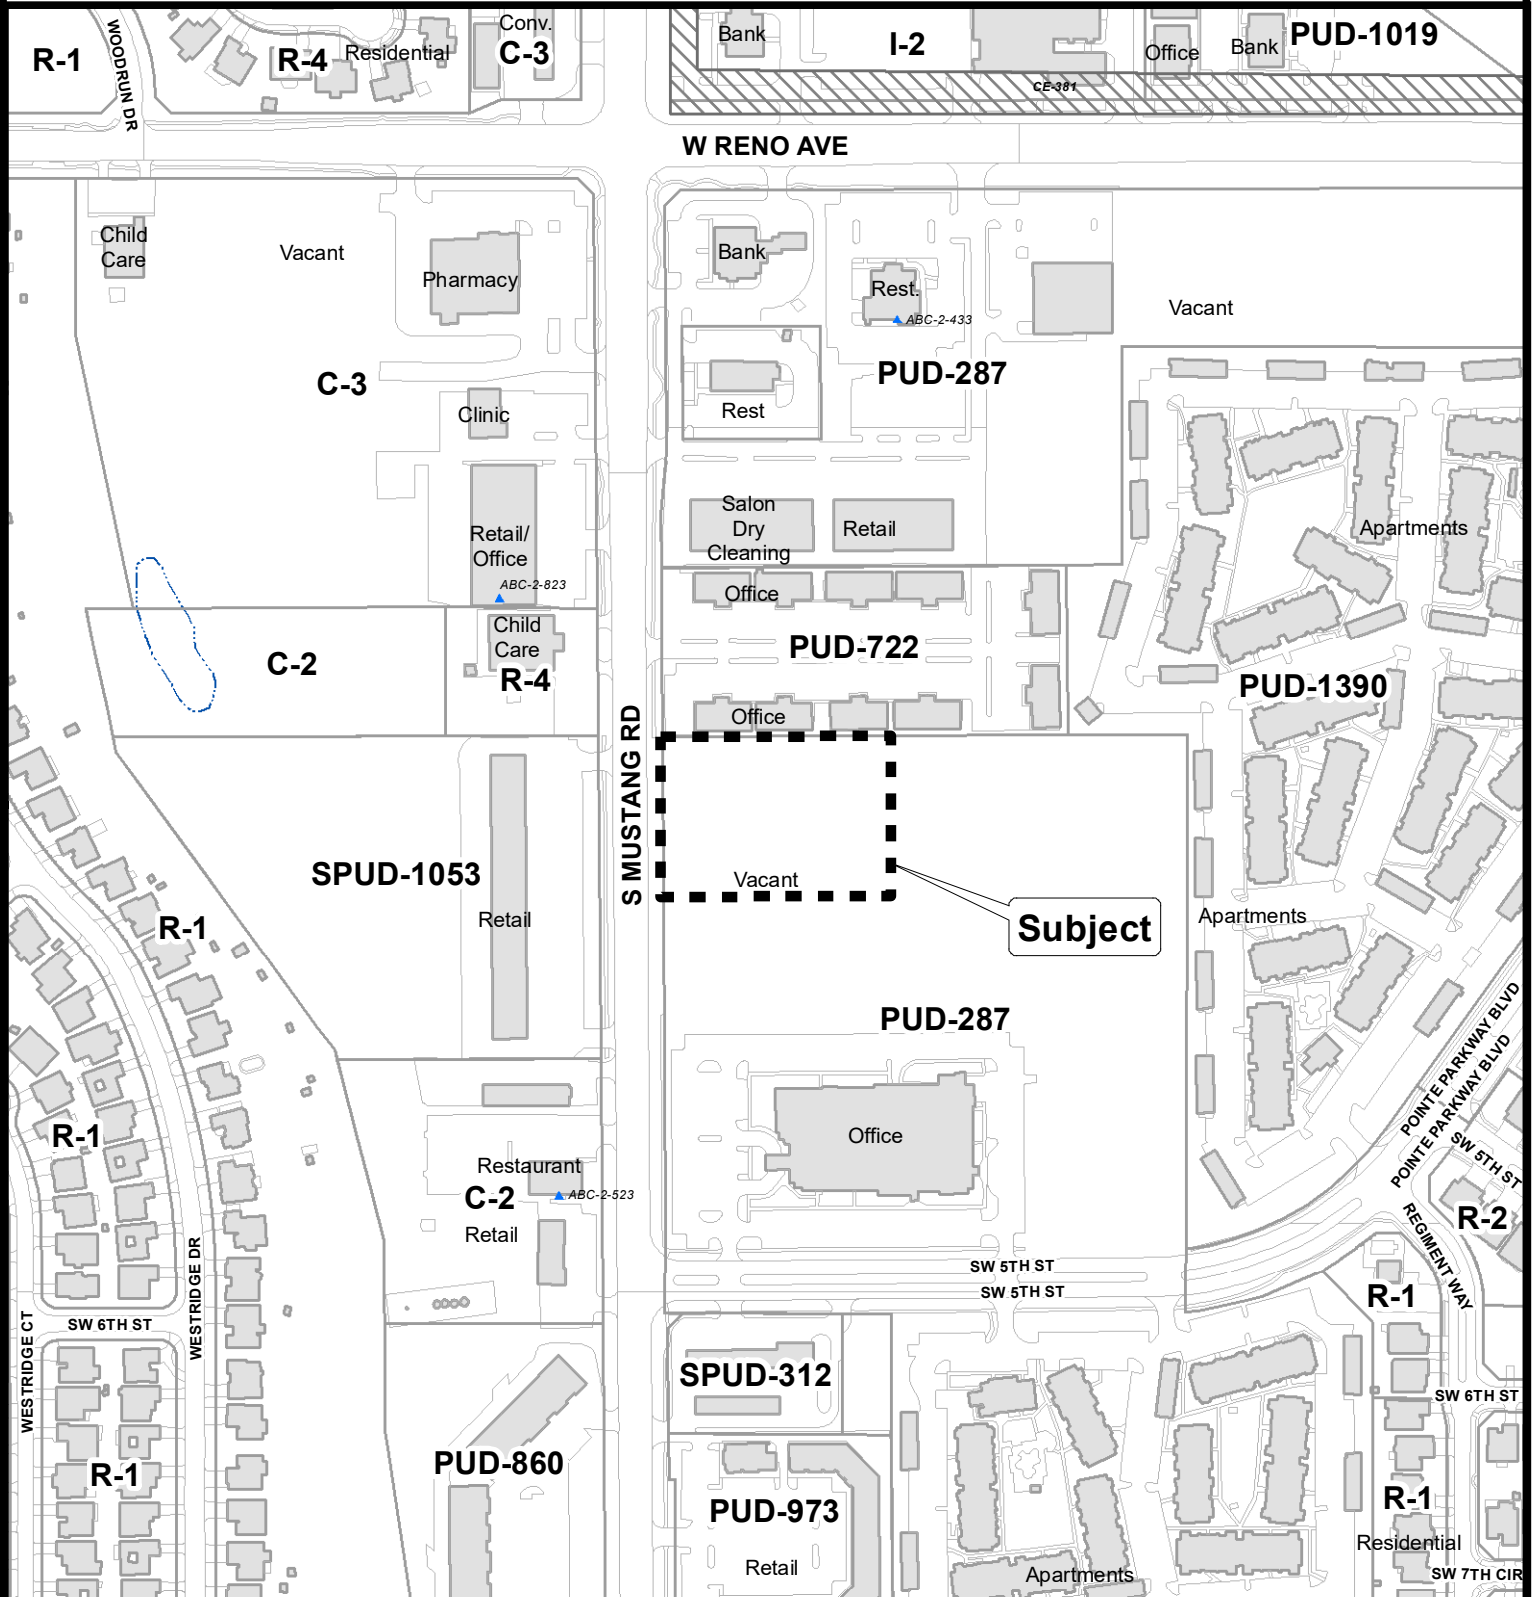 R-1
WOODRUN DR
R-4
Residential
Conv.
C-3
Bank
I-2
Office
Bank
PUD-1019
CE-381
W RENO AVE
Child
Care
Vacant
Pharmacy
Bank
Rest.
ABC-2-433
Vacant
C-3
Clinic
Rest
PUD-287
Retail/
Office
ABC-2-823
Salon
Dry
Cleaning
Retail
Apartments
Office
C-2
Child
Care
R-4
PUD-722
Office
PUD-1390
S MUSTANG RD
SPUD-1053
Retail
R-1
Vacant
Subject
Apartments
PUD-287
Office
POINTE PARKWAY BLVD
POINTE PARKWAY BLVD
SW 5TH ST
R-2
REGIMENT WAY
R-1
Restaurant
C-2
ABC-2-523
Retail
SW 5TH ST
SW 5TH ST
R-1
WESTRIDGE DR
WESTRIDGE CT
SW 6TH ST
SPUD-312
SW 6TH ST
PUD-860
R-1
PUD-973
Retail
Apartments
R-1
Residential
SW 7TH CIR